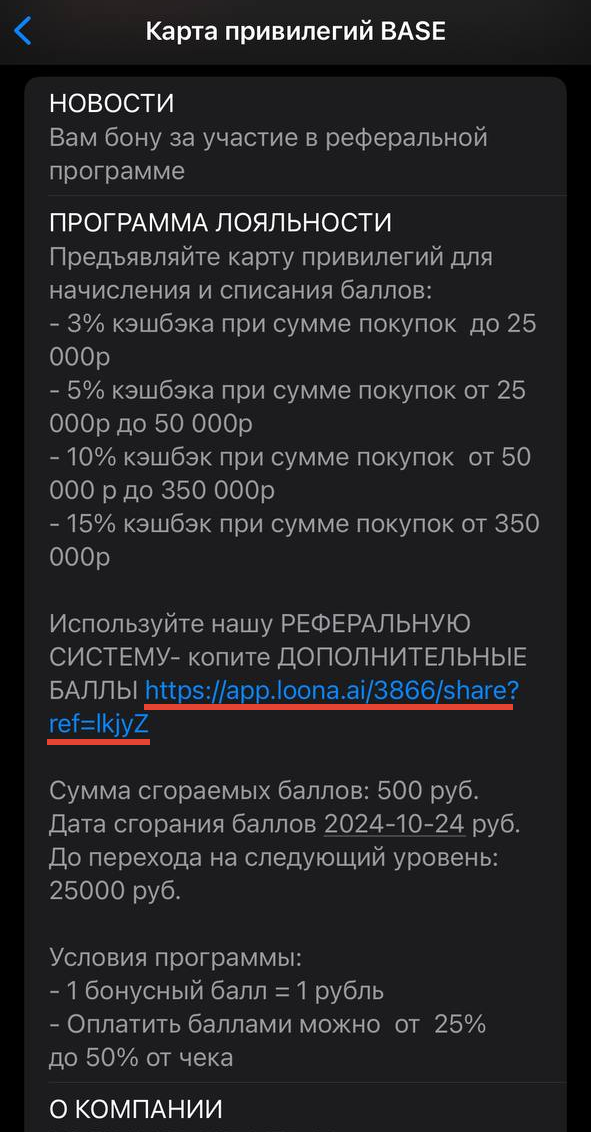 Карта привилегий BASE
НОВОСТИ
Вам бону за участие в реферальной
программе
ПРОГРАММА ЛОЯЛЬНОСТИ
Предъявляйте карту привилегий для
начисления и списания баллов:
- 3% кэшбэка при сумме покупок  до 25
000р
- 5% кэшбэка при сумме покупок от 25
000р до 50 000р
- 10% кэшбэк при сумме покупок  от 50
000 р до 350 000р
- 15% кэшбэк при сумме покупок от 350
000р
Используйте нашу РЕФЕРАЛЬНУЮ
СИСТЕМУ- копите ДОПОЛНИТЕЛЬНЫЕ
БАЛЛЫ https://app.loona.ai/3866/share?
ref=lkjyZ
Сумма сгораемых баллов: 500 руб.
Дата сгорания баллов 2024-10-24 руб.
До перехода на следующий уровень:
25000 руб.
Условия программы:
- 1 бонусный балл = 1 рубль
- Оплатить баллами можно  от  25%
до 50% от чека
О КОМПАНИИ